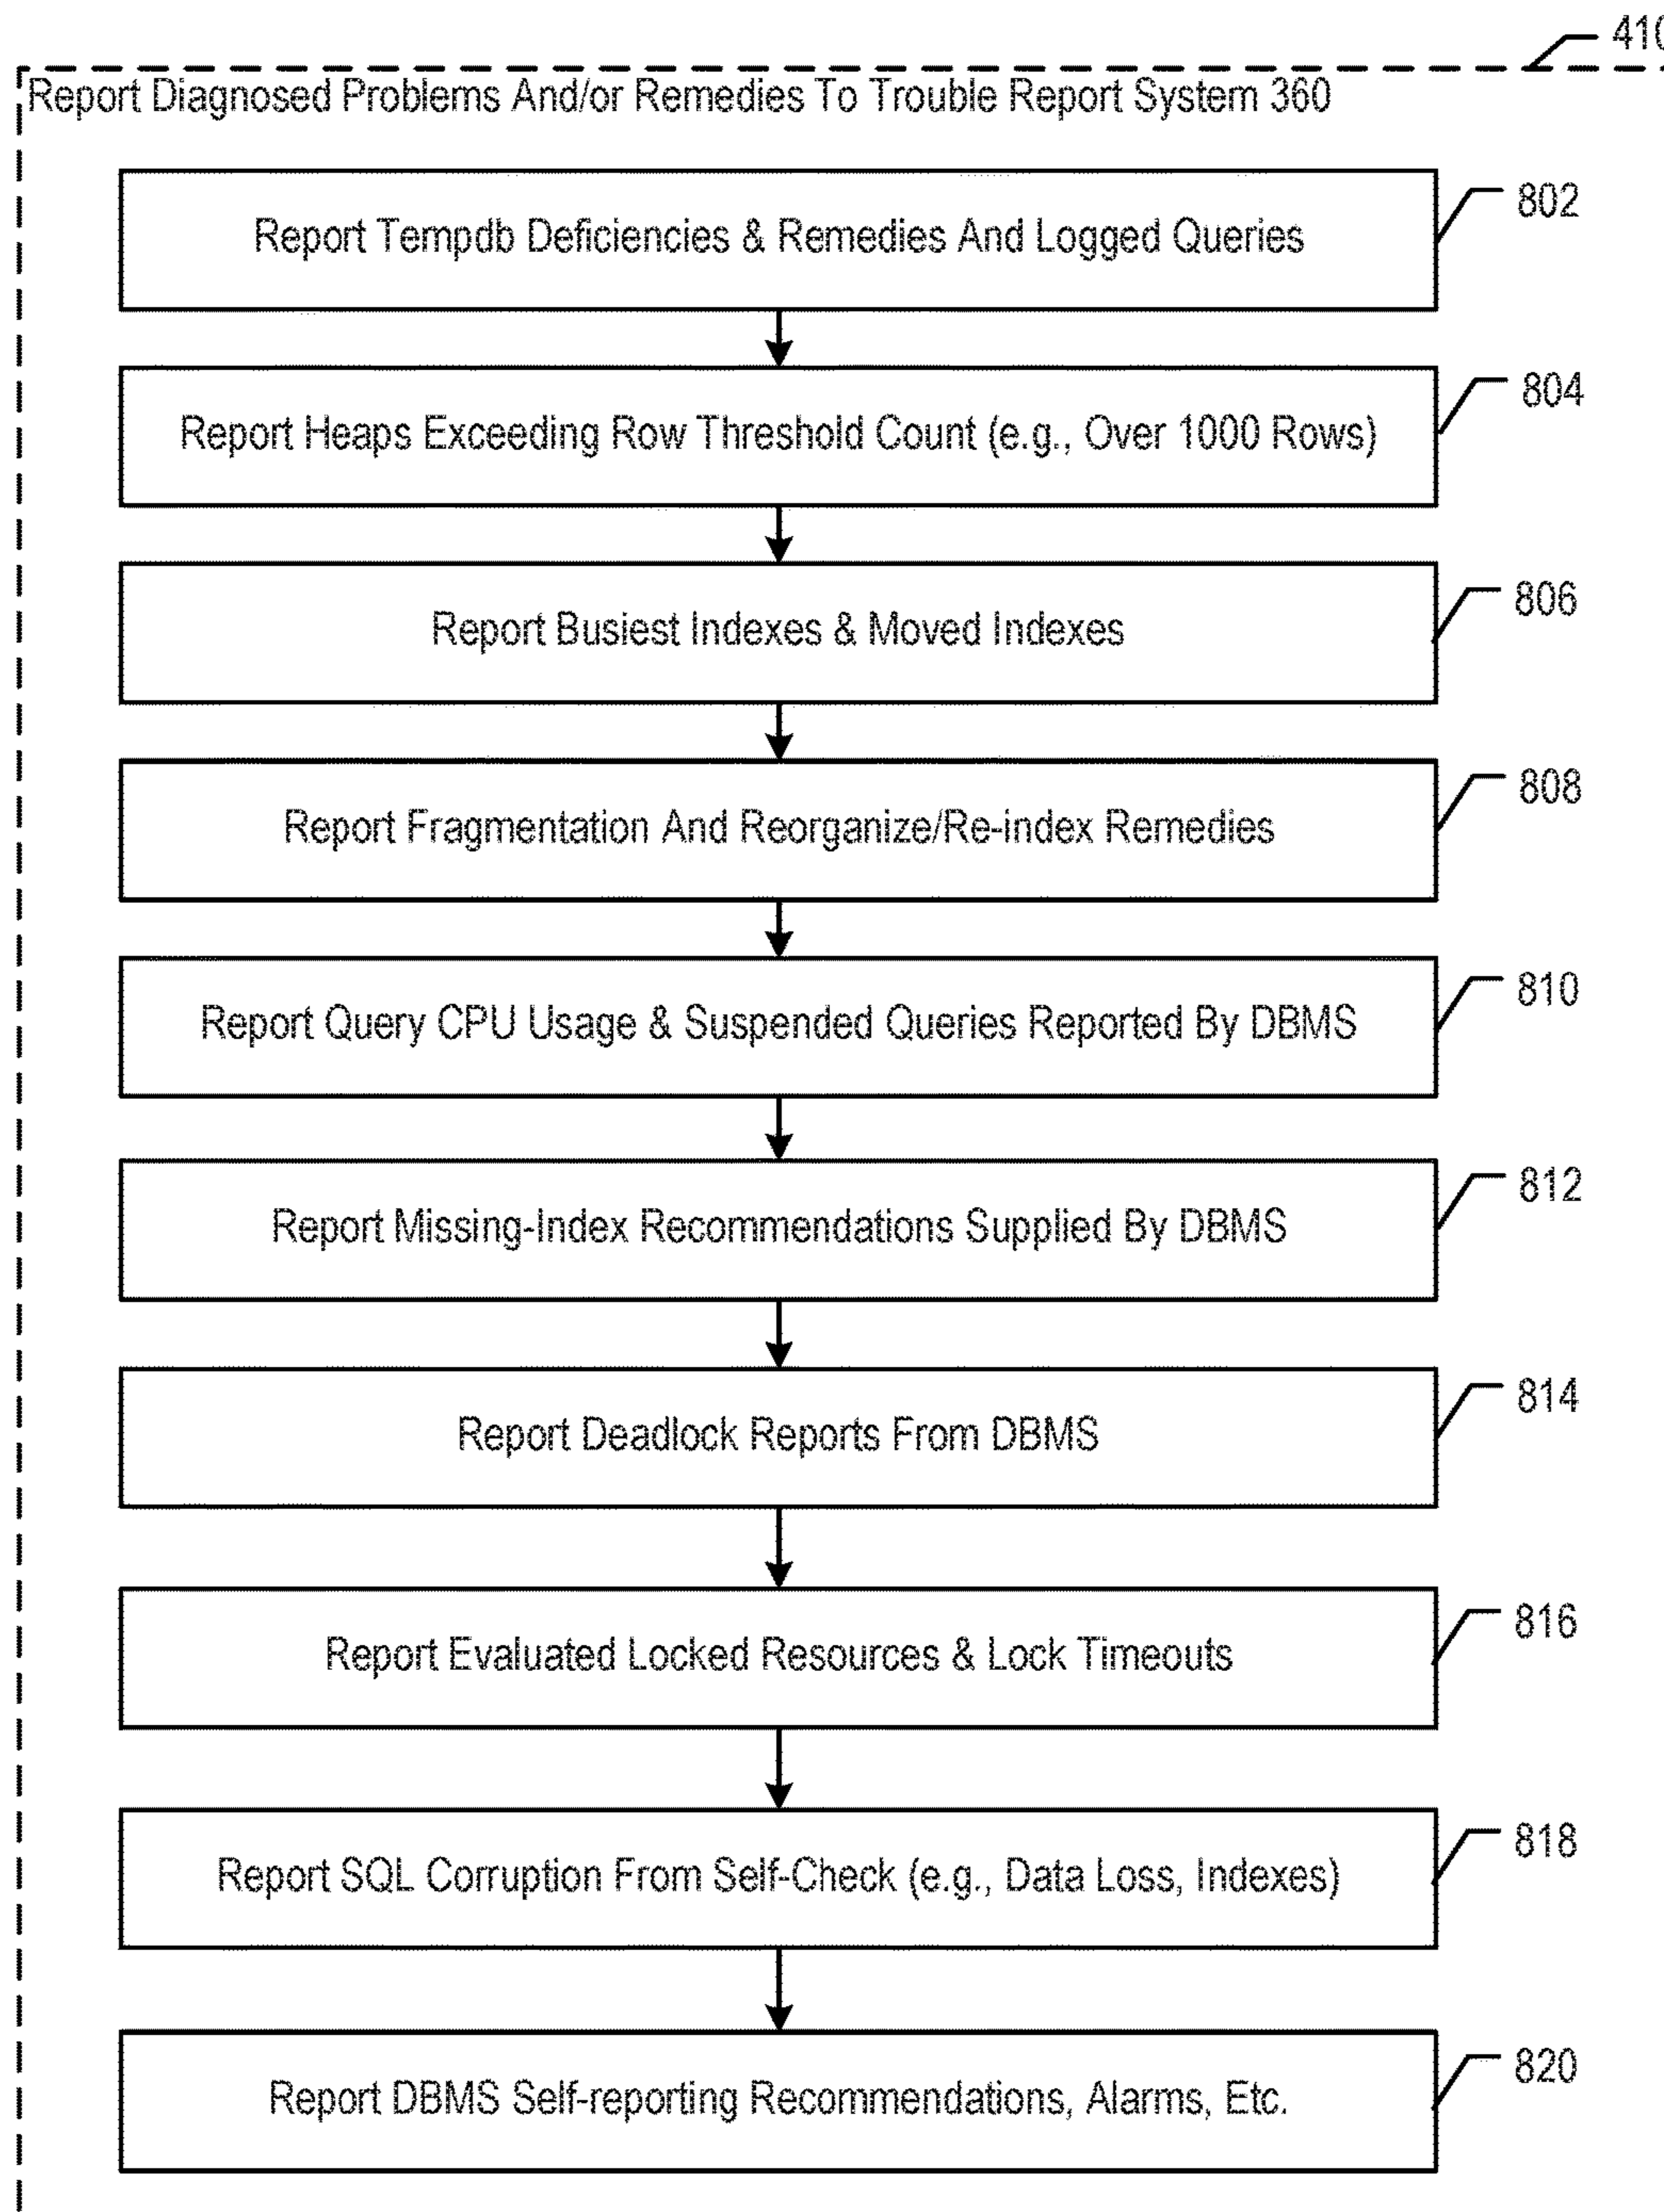 410
Report Diagnosed Problems And/or Remedies To Trouble Report System 360
Report Tempdb Deficiencies & Remedies And Logged Queries
802
Report Heaps Exceeding Row Threshold Count (e.g., Over 1000 Rows)
804
Report Busiest Indexes & Moved Indexes
806
Report Fragmentation And Reorganize/Re-index Remedies
808
Report Query CPU Usage & Suspended Queries Reported By DBMS
810
Report Missing-Index Recommendations Supplied By DBMS
812
Report Deadlock Reports From DBMS
814
Report Evaluated Locked Resources & Lock Timeouts
816
Report SQL Corruption From Self-Check (e.g., Data Loss, Indexes)
818
Report DBMS Self-reporting Recommendations, Alarms, Etc.
820